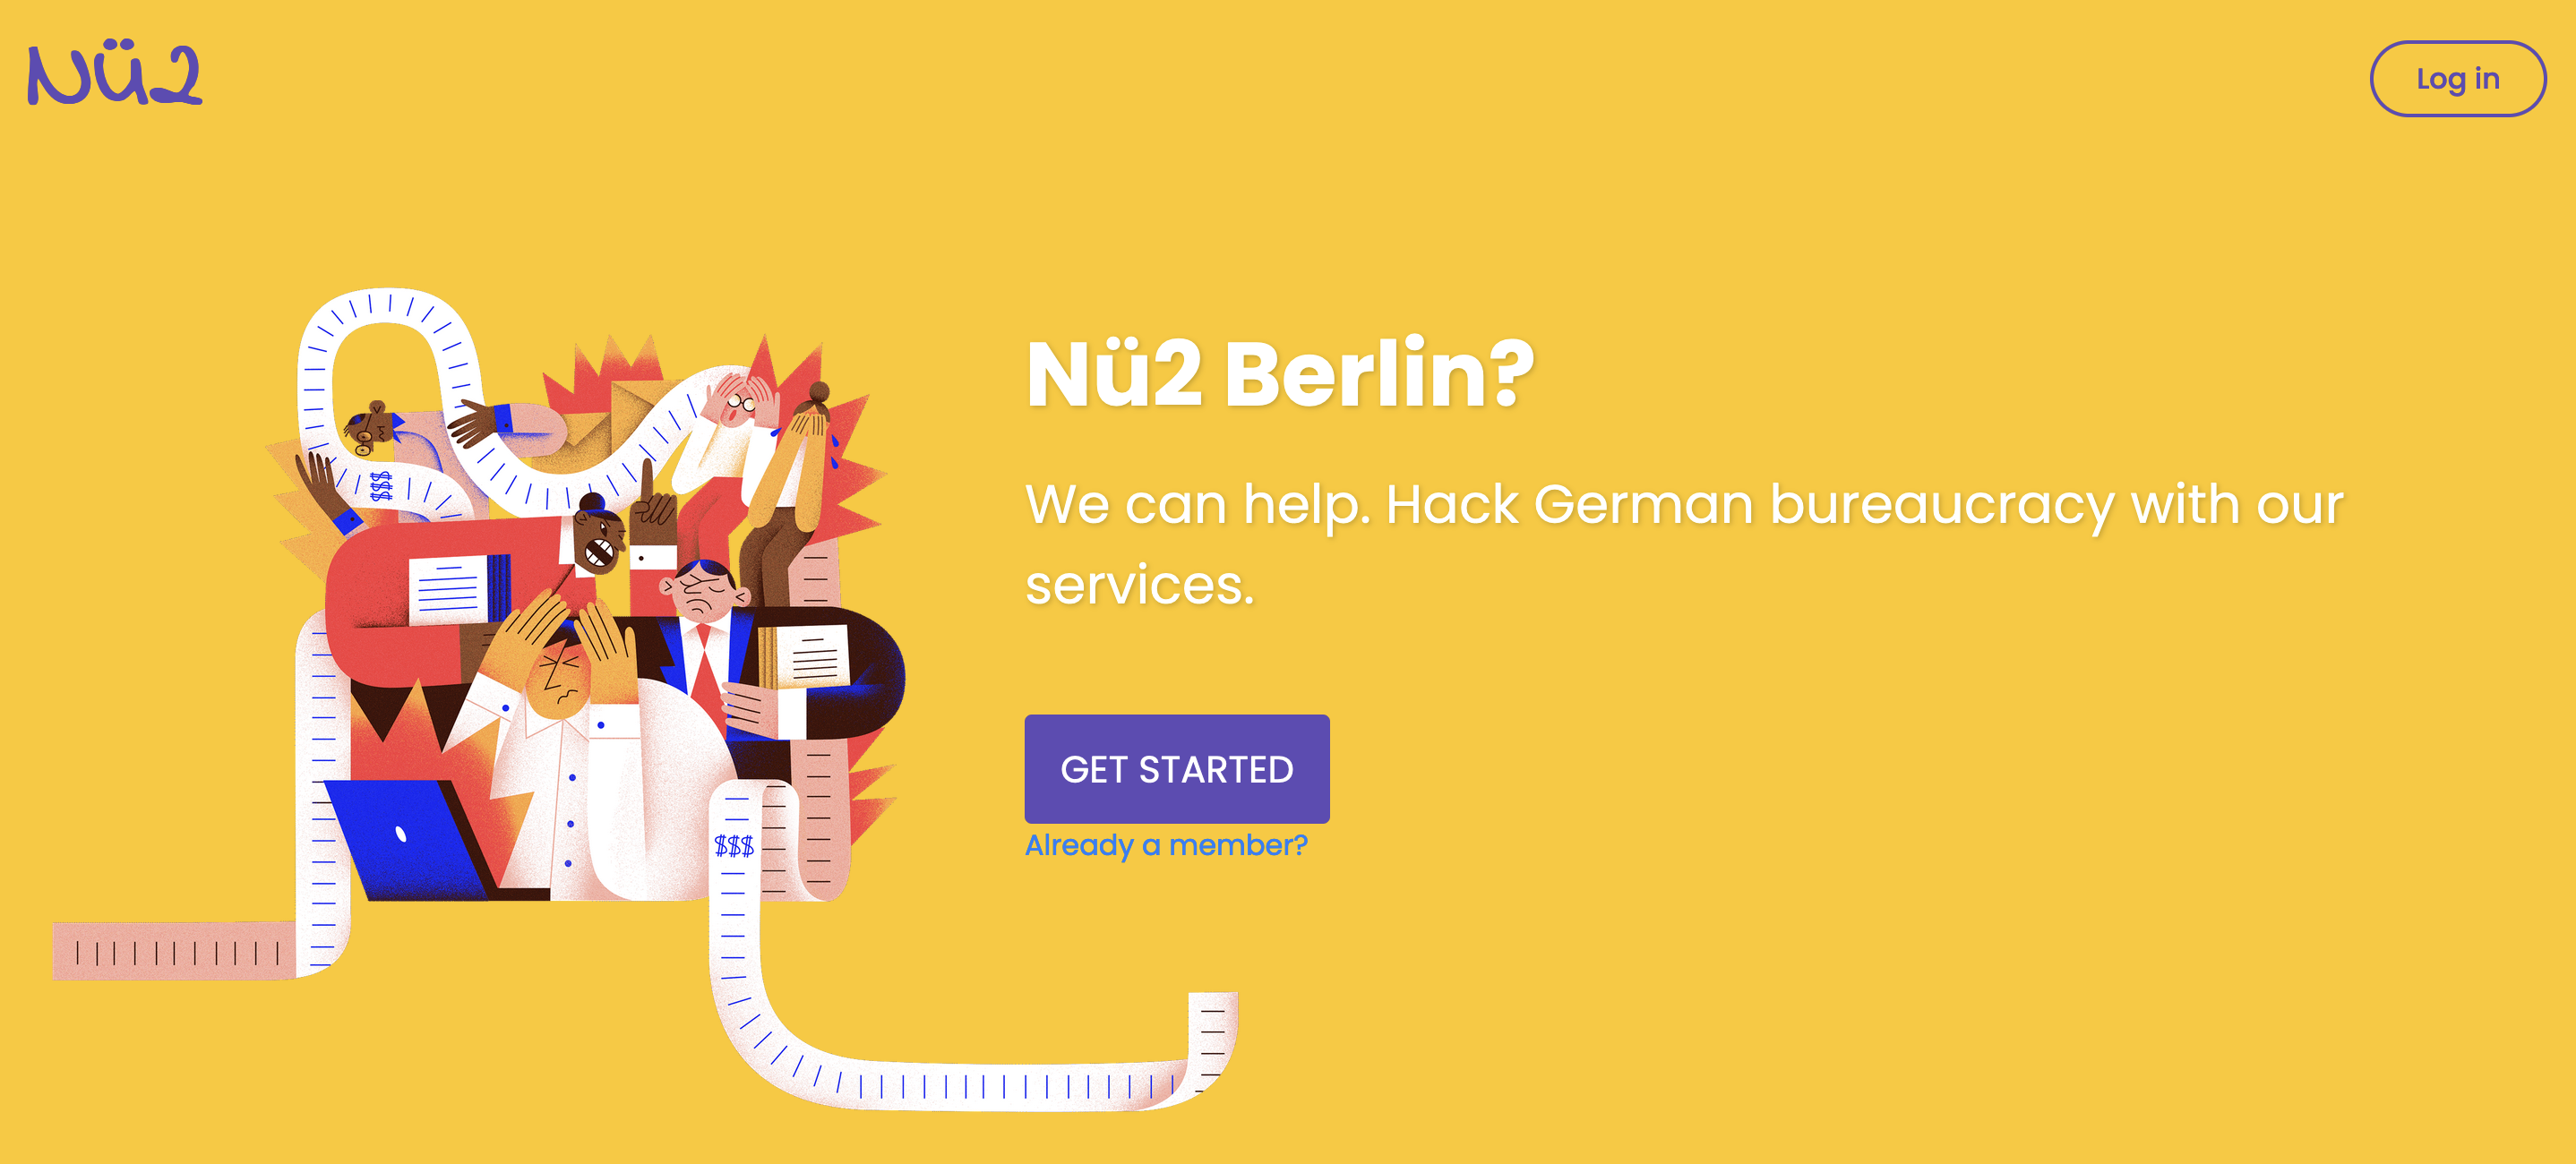 Nü2
Log in
Nü2 Berlin?
We can help. Hack German bureaucracy with our
services.
GET STARTED
Already a member?
$$$
$$$